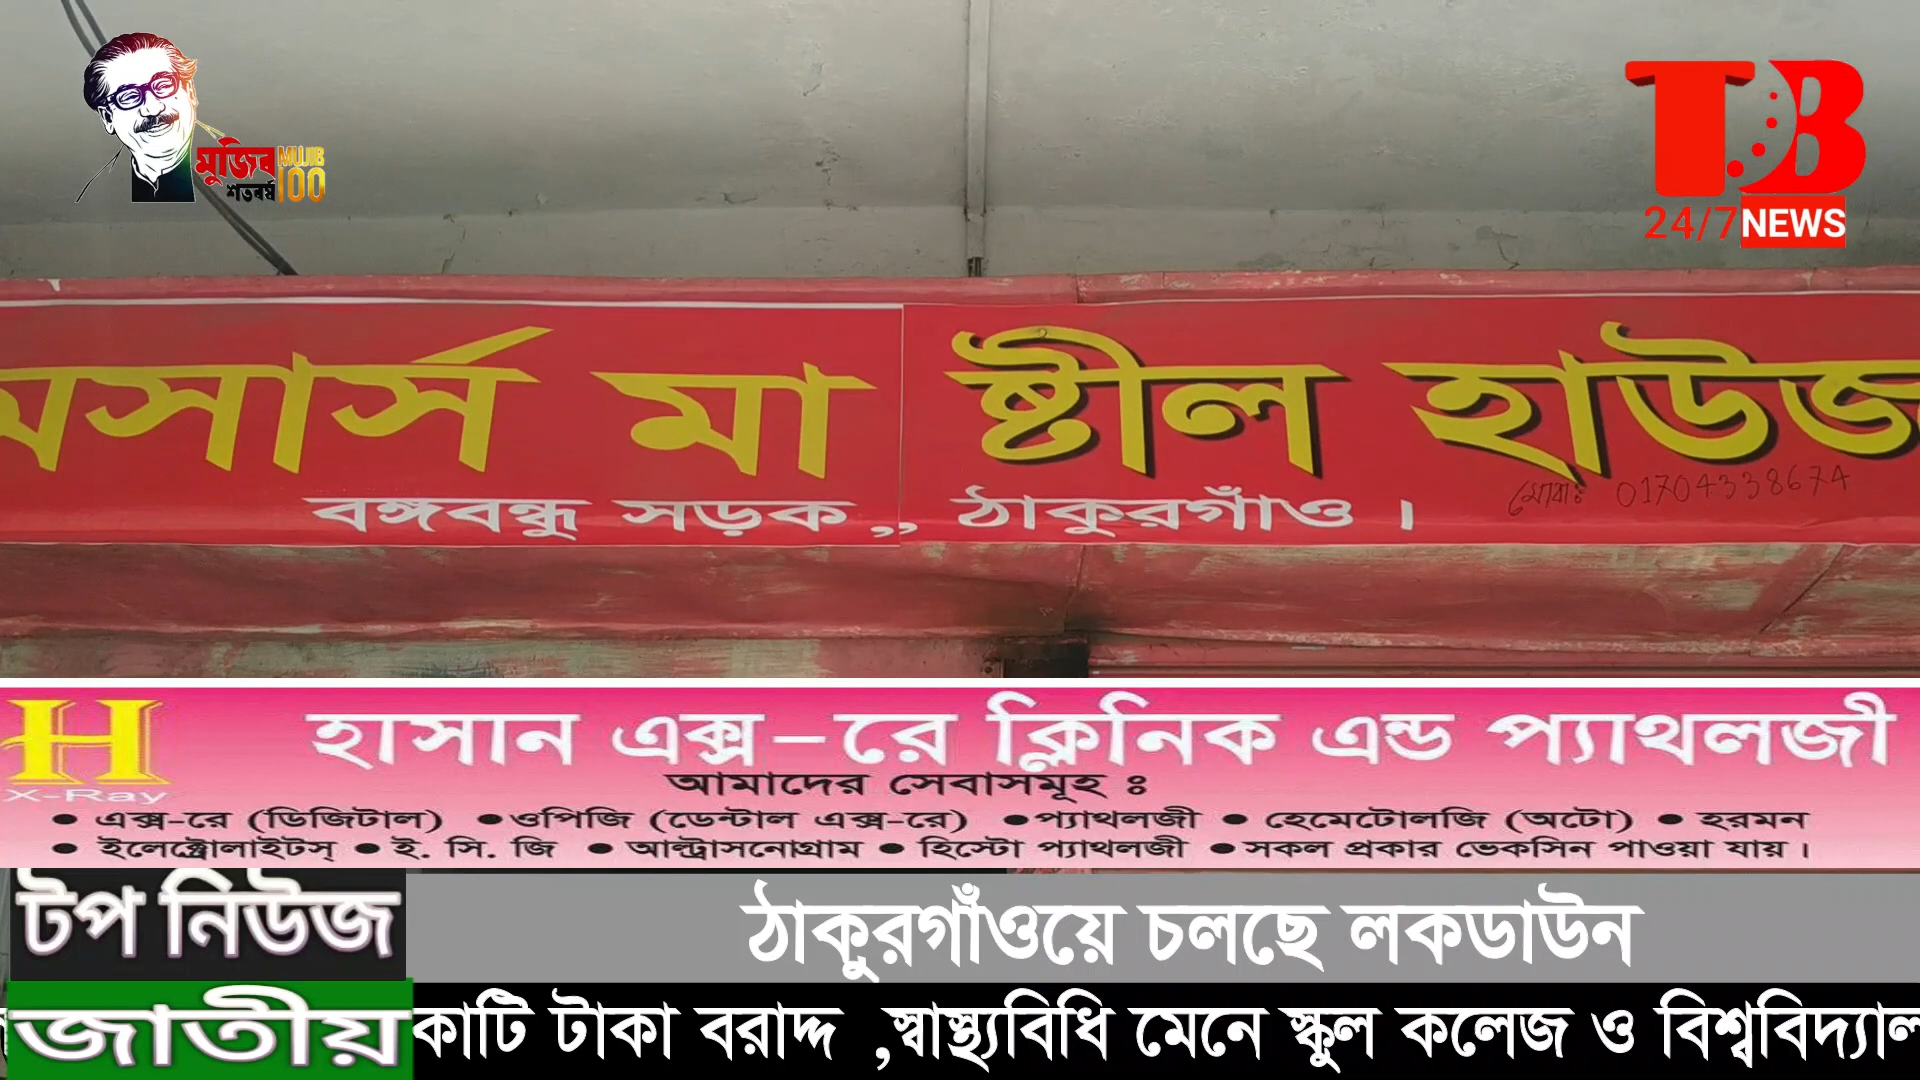 মুজিব MUJIB
শতবর্ষ 100
TB
24/7 NEWS
মেসার্স মা ষ্টীল হাউজ
বঙ্গবন্ধু সড়ক,, ঠাকুরগাঁও।
মোবাঃ 01704338674
H
X-Ray
হাসান এক্স-রে ক্লিনিক এন্ড প্যাথলজী
আমাদের সেবাসমূহ ঃ
● এক্স-রে (ডিজিটাল) ●ওপিজি (ডেন্টাল এক্স-রে) ●প্যাথলজী ● হেমেটোলজি (অটো) ● হরমন
● ইলেক্ট্রোলাইটস্ ● ই. সি. জি ● আল্ট্রাসনোগ্রাম ● হিস্টো প্যাথলজী ● সকল প্রকার ভেকসিন পাওয়া যায়।
টপ নিউজ ঠাকুরগাঁওয়ে চলছে লকডাউন
জাতীয় কাটি টাকা বরাদ্দ ,স্বাস্থ্যবিধি মেনে স্কুল কলেজ ও বিশ্ববিদ্যাল